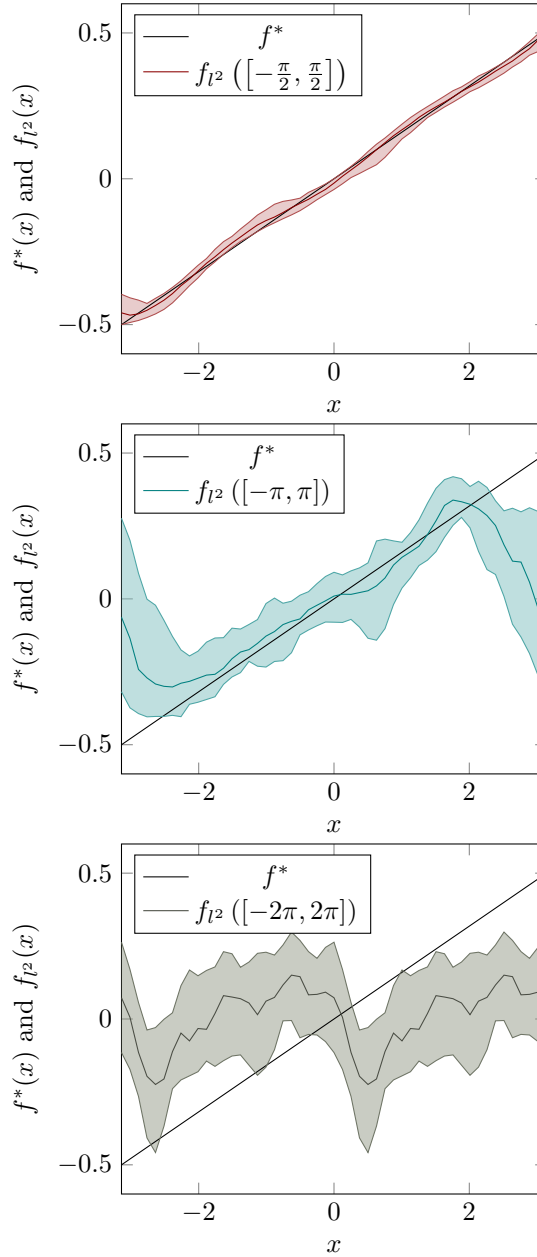 0.5
0
−0.5
−2
0
2
x
f*(x) and f_{l²}(x)
f*
f_{l²}([−π/2, π/2])
0.5
0
−0.5
−2
0
2
x
f*(x) and f_{l²}(x)
f*
f_{l²}([−π, π])
0.5
0
−0.5
−2
0
2
x
f*(x) and f_{l²}(x)
f*
f_{l²}([−2π, 2π])